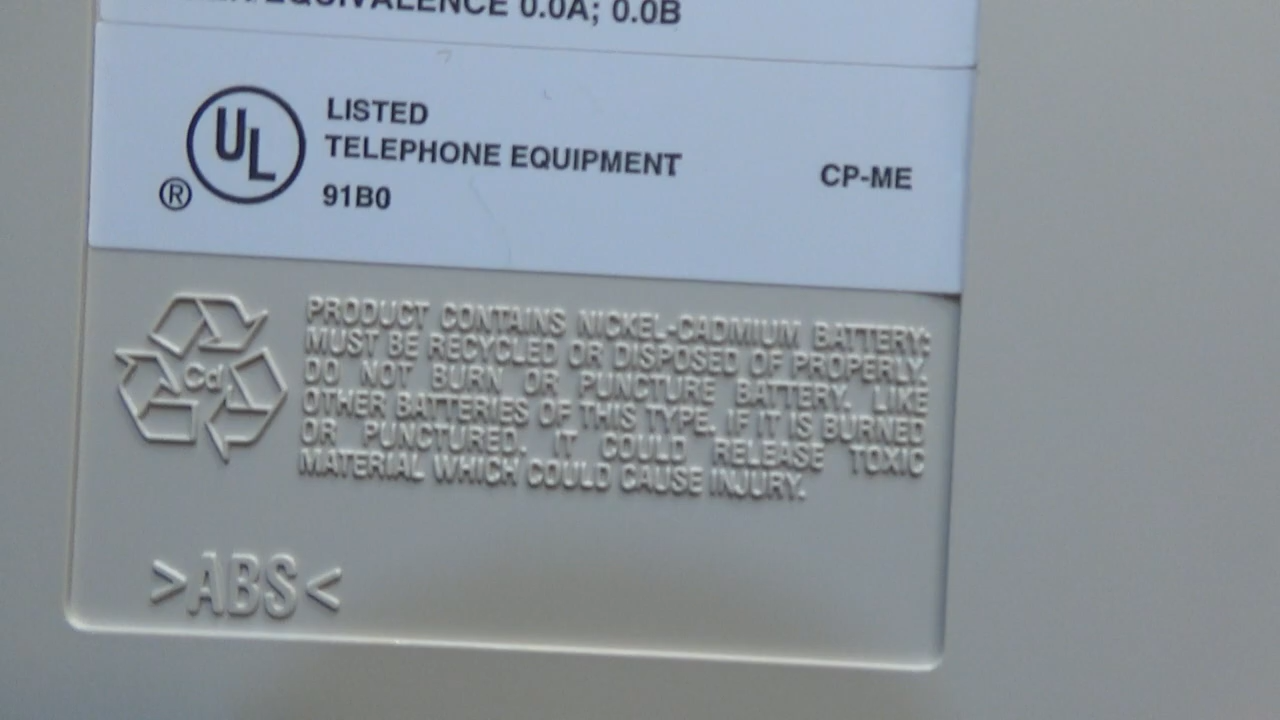 EQUIVALENCE 0.0A; 0.0B
UL
LISTED
TELEPHONE EQUIPMENT
91B0
CP-ME
®
PRODUCT CONTAINS NICKEL-CADMIUM BATTERY;
MUST BE RECYCLED OR DISPOSED OF PROPERLY.
DO NOT BURN OR PUNCTURE BATTERY. LIKE
OTHER BATTERIES OF THIS TYPE. IF IT IS BURNED
OR PUNCTURED. IT COULD RELEASE TOXIC
MATERIAL WHICH COULD CAUSE INJURY.
Cd
>ABS<